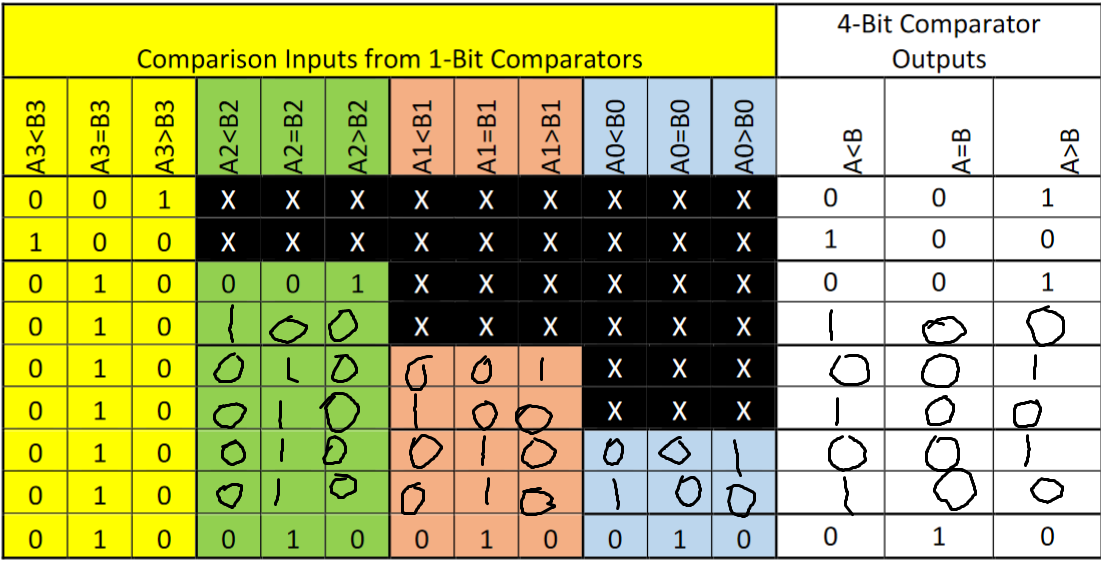 Comparison Inputs from 1-Bit Comparators 4-Bit Comparator Outputs
A3<B3 A3=B3 A3>B3 A2<B2 A2=B2 A2>B2 A1<B1 A1=B1 A1>B1 A0<B0 A0=B0 A0>B0 A<B A=B A>B
0 0 1 X X X X X X X X X 0 0 1
1 0 0 X X X X X X X X X 1 0 0
0 1 0 0 0 1 X X X X X X 0 0 1
0 1 0 1 0 0 X X X X X X 1 0 0
0 1 0 0 1 0 0 0 1 X X X 0 0 1
0 1 0 0 1 0 1 0 0 X X X 1 0 0
0 1 0 0 1 0 0 1 0 0 0 1 0 0 1
0 1 0 0 1 0 0 1 0 1 0 0 1 0 0
0 1 0 0 1 0 0 1 0 0 1 0 0 1 0